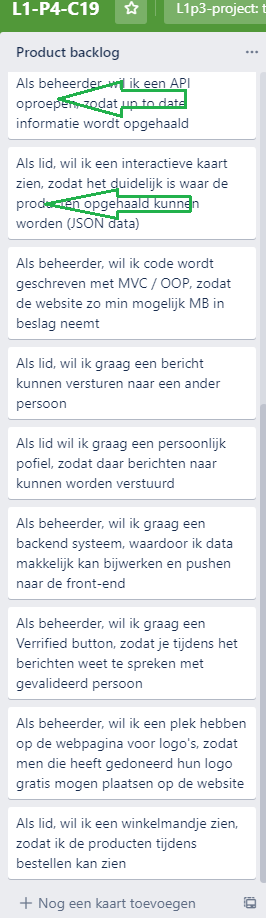 L1-P4-C19
L1p3-project: t
Product backlog
Als beheerder, wil ik een API
oproepen, zodat up to date
informatie wordt opgehaald
Als lid, wil ik een interactieve kaart
zien, zodat het duidelijk is waar de
producten opgehaald kunnen
worden (JSON data)
Als beheerder, wil ik code wordt
geschreven met MVC / OOP, zodat
de website zo min mogelijk MB in
beslag neemt
Als lid, wil ik graag een bericht
kunnen versturen naar een ander
persoon
Als lid wil ik graag een persoonlijk
pofiel, zodat daar berichten naar
kunnen worden verstuurd
Als beheerder, wil ik graag een
backend systeem, waardoor ik data
makkelijk kan bijwerken en pushen
naar de front-end
Als beheerder, wil ik graag een
Verrified button, zodat je tijdens het
berichten weet te spreken met
gevalideerd persoon
Als beheerder, wil ik een plek hebben
op de webpagina voor logo's, zodat
men die heeft gedoneerd hun logo
gratis mogen plaatsen op de website
Als lid, wil ik een winkelmandje zien,
zodat ik de producten tijdens
bestellen kan zien
+ Nog een kaart toevoegen